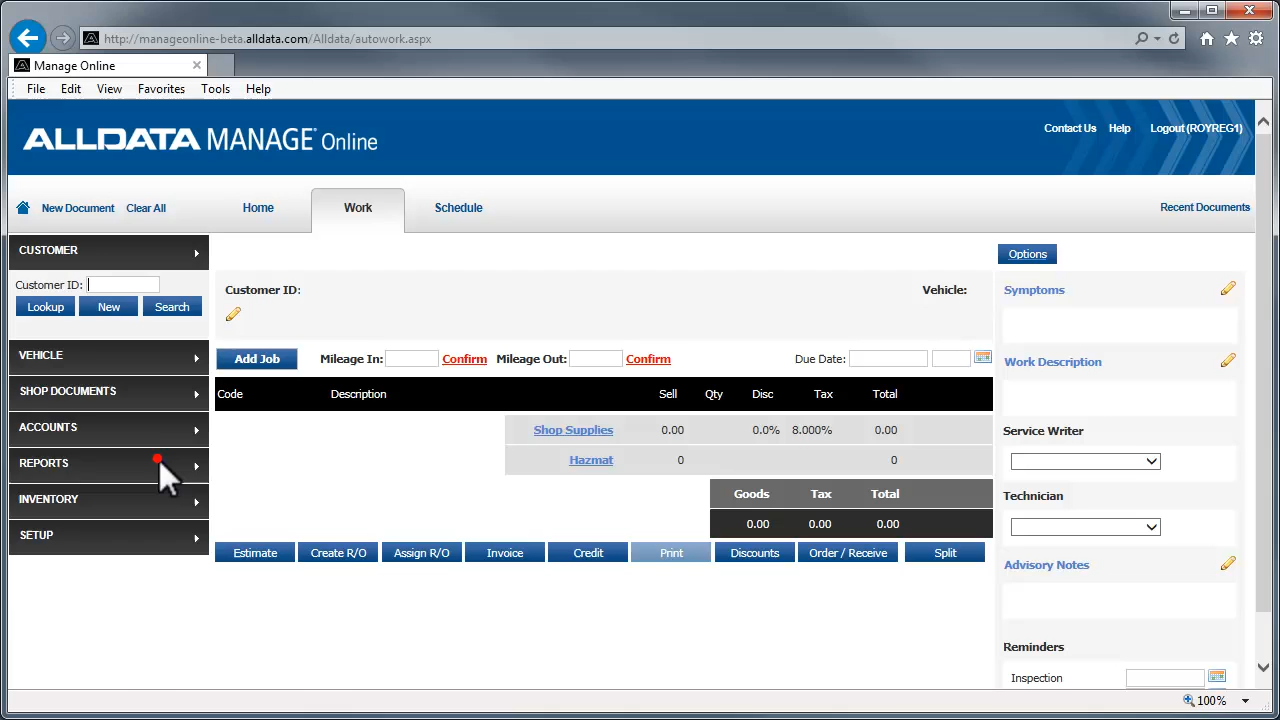 http://manageonline-beta.alldata.com/Alldata/autowork.aspx
Manage Online
File Edit View Favorites Tools Help
ALLDATA MANAGE® Online
Contact Us Help Logout (ROYREG1)
New Document Clear All Home Work Schedule Recent Documents
CUSTOMER
Options
Customer ID:
Lookup New Search
Customer ID: Vehicle:
Symptoms
VEHICLE
Add Job Mileage In: Confirm Mileage Out: Confirm Due Date:
Work Description
SHOP DOCUMENTS
Code Description Sell Qty Disc Tax Total
ACCOUNTS
Shop Supplies 0.00 0.0% 8.000% 0.00
Service Writer
REPORTS
Hazmat 0 0
INVENTORY
Goods Tax Total
Technician
0.00 0.00 0.00
SETUP
Estimate Create R/O Assign R/O Invoice Credit Print Discounts Order / Receive Split
Advisory Notes
Reminders
Inspection
100%